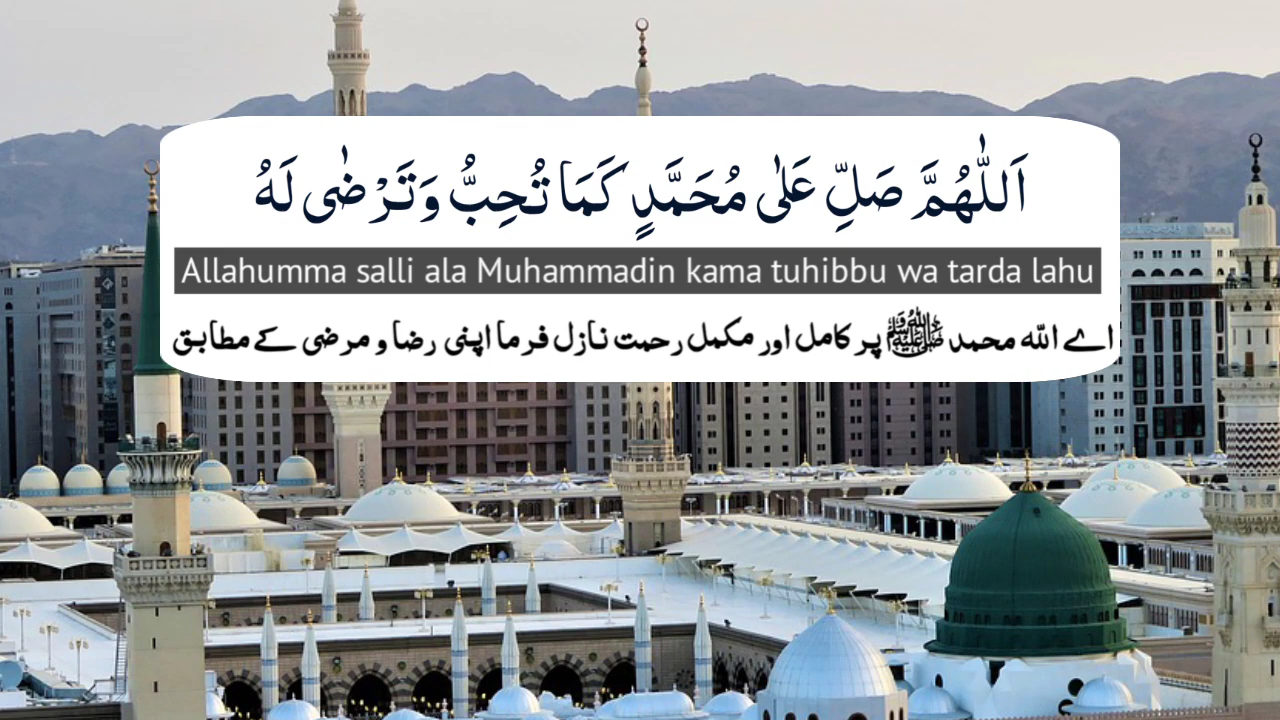 اَللّٰهُمَّ صَلِّ عَلٰى مُحَمَّدٍ كَمَا تُحِبُّ وَتَرْضٰى لَهُ
Allahumma salli ala Muhammadin kama tuhibbu wa tarda lahu
اے اللہ محمد ﷺ پر کامل اور مکمل رحمت نازل فرما اپنی رضا و مرضی کے مطابق